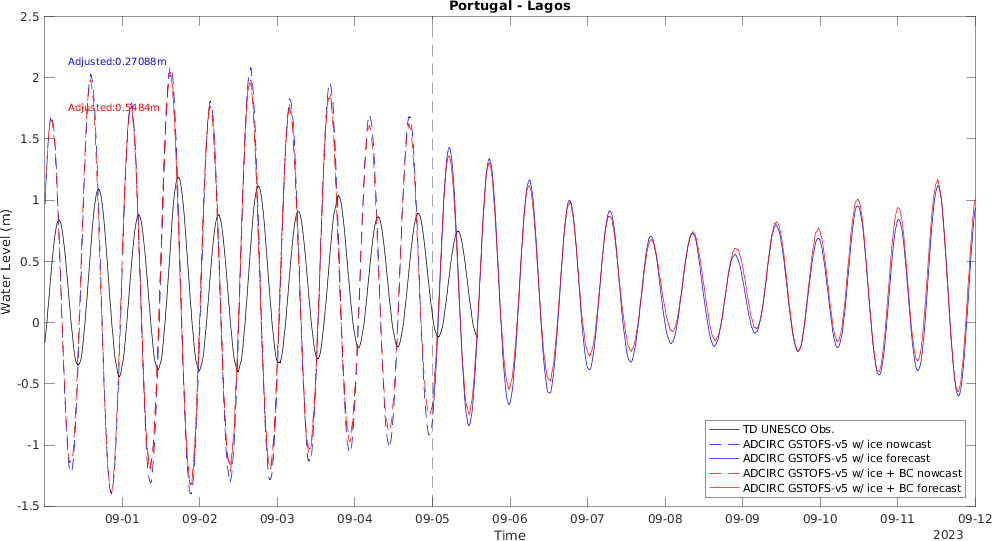 Portugal - Lagos
2.5
2
1.5
1
0.5
0
-0.5
-1
-1.5
Water Level (m)
Adjusted:0.27088m
Adjusted:0.5484m
TD UNESCO Obs.
ADCIRC GSTOFS-v5 w/ ice nowcast
ADCIRC GSTOFS-v5 w/ ice forecast
ADCIRC GSTOFS-v5 w/ ice + BC nowcast
ADCIRC GSTOFS-v5 w/ ice + BC forecast
09-01 09-02 09-03 09-04 09-05 09-06 09-07 09-08 09-09 09-10 09-11 09-12
Time
2023